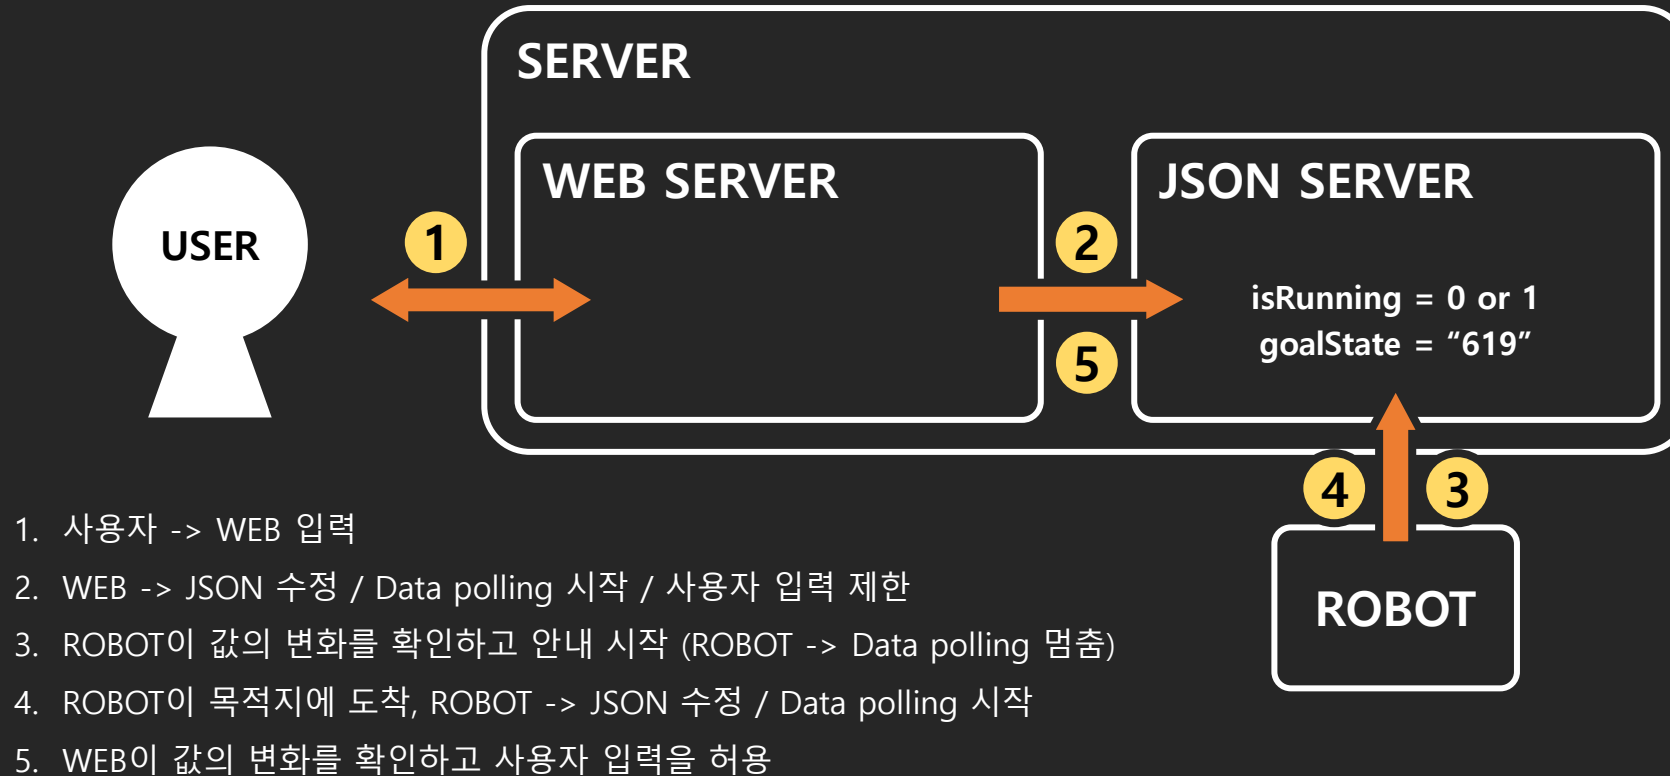 SERVER
WEB SERVER
JSON SERVER
USER
1
2
isRunning = 0 or 1
goalState = “619”
5
4
3
ROBOT
1. 사용자 -> WEB 입력
2. WEB -> JSON 수정 / Data polling 시작 / 사용자 입력 제한
3. ROBOT이 값의 변화를 확인하고 안내 시작 (ROBOT -> Data polling 멈춤)
4. ROBOT이 목적지에 도착, ROBOT -> JSON 수정 / Data polling 시작
5. WEB이 값의 변화를 확인하고 사용자 입력을 허용